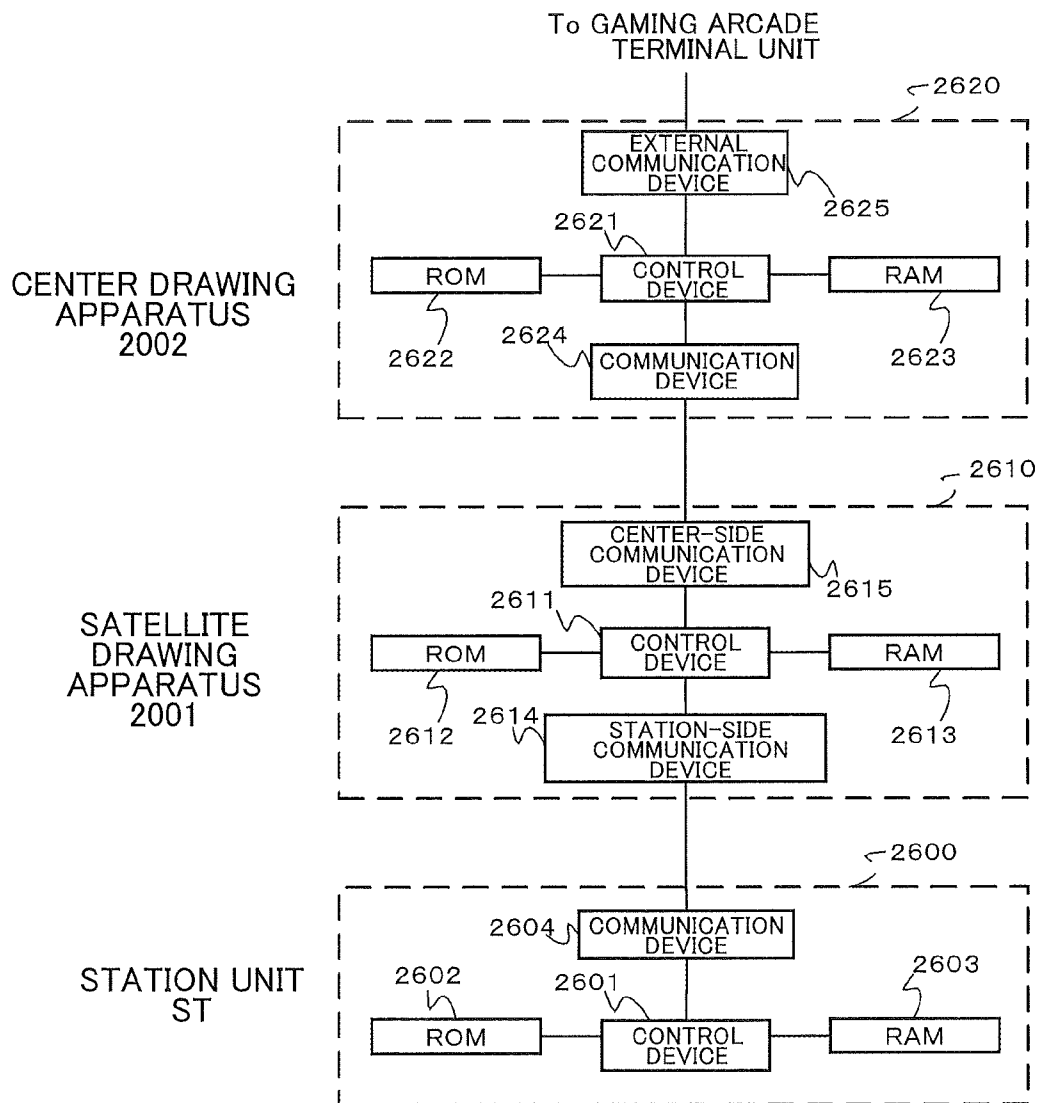 To GAMING ARCADE
TERMINAL UNIT
2620
EXTERNAL
COMMUNICATION
DEVICE
2625
2621
ROM
CONTROL
DEVICE
RAM
CENTER DRAWING
APPARATUS
2002
2622
2624
2623
COMMUNICATION
DEVICE
2610
CENTER-SIDE
COMMUNICATION
DEVICE
2615
2611
SATELLITE
DRAWING
APPARATUS
2001
ROM
CONTROL
DEVICE
RAM
2612
2614
2613
STATION-SIDE
COMMUNICATION
DEVICE
2600
2604
COMMUNICATION
DEVICE
STATION UNIT
ST
2602
2601
2603
ROM
CONTROL
DEVICE
RAM